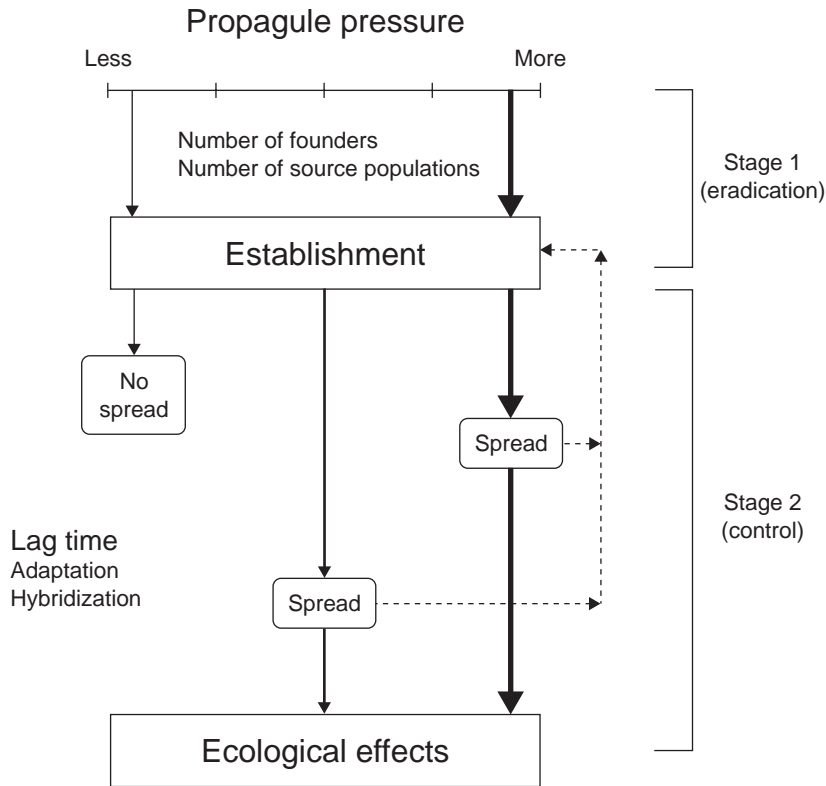 Propagule pressure
Less
More
Number of founders
Number of source populations
Stage 1
(eradication)
Establishment
No
spread
Spread
Stage 2
(control)
Lag time
Adaptation
Hybridization
Spread
Ecological effects